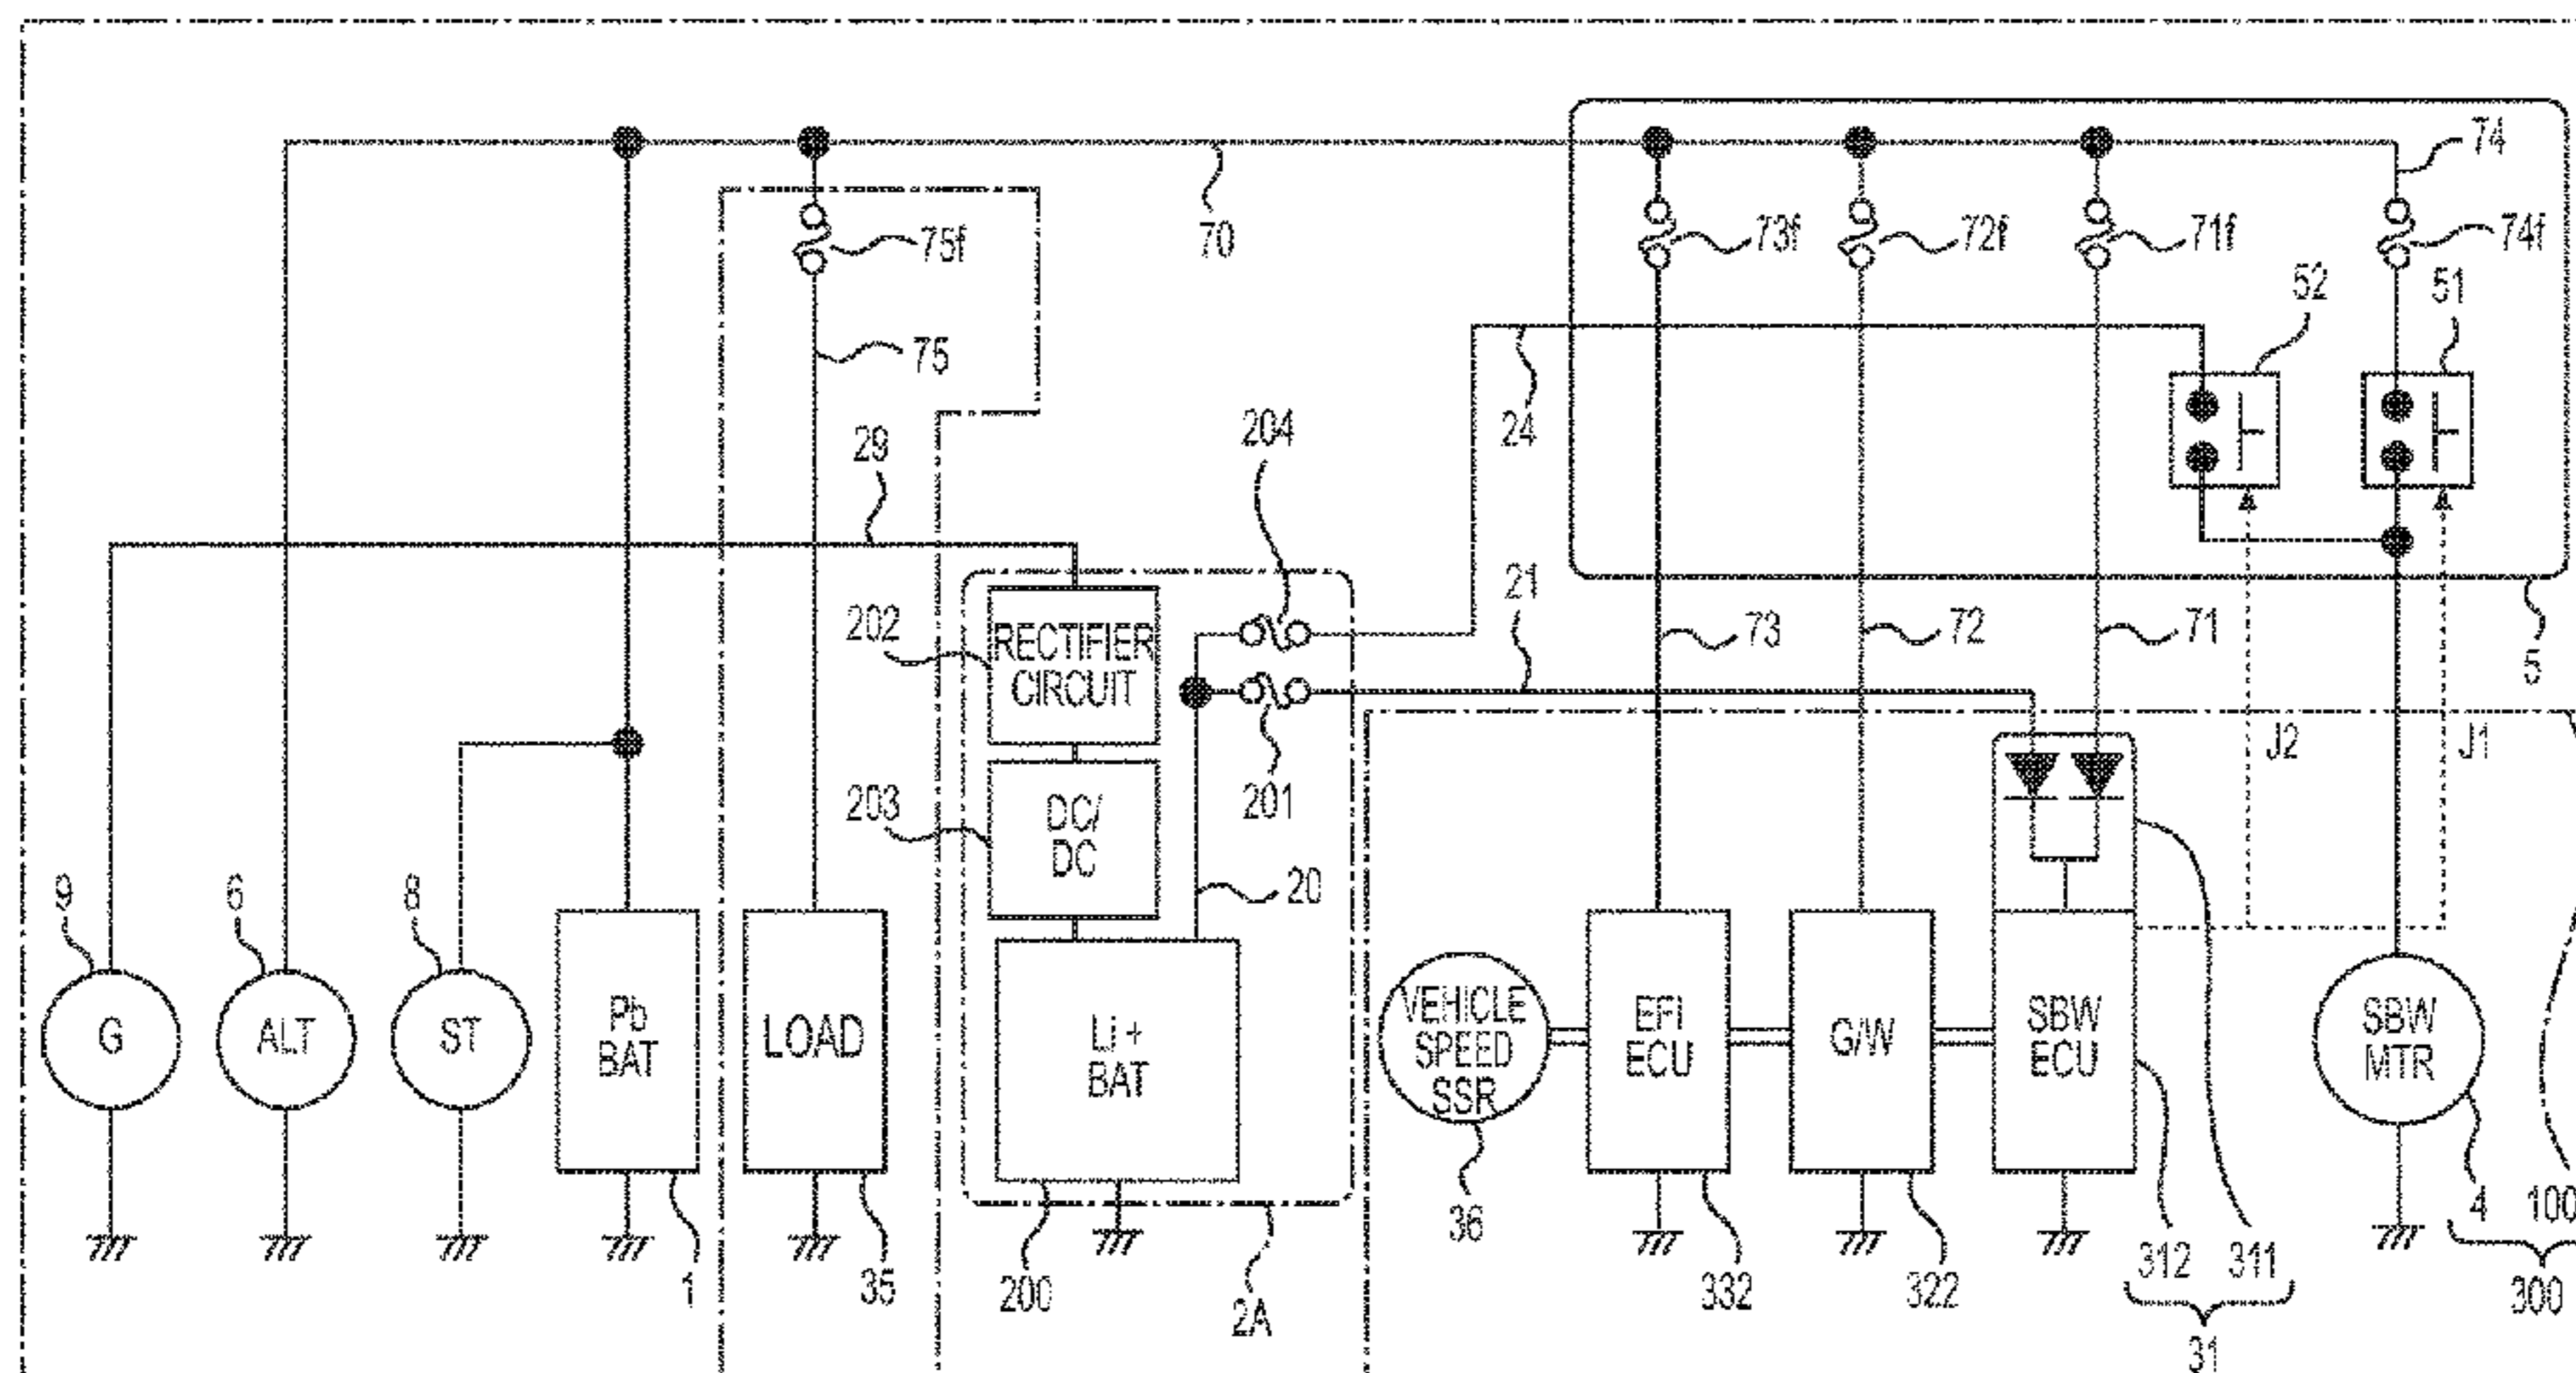 74
70
75f
73f
72f
71f
74f
52
51
75
24
29
204
21
202
RECTIFIER
CIRCUIT
73
72
71
5
J2
J1
201
203
DC/
DC
20
9
6
8
G
ALT
ST
Pb
BAT
LOAD
Li +
BAT
VEHICLE
SPEED
SSR
EFI
ECU
G/W
SBW
ECU
SBW
MTR
36
4
100
1
35
200
2A
332
322
312
311
300
31